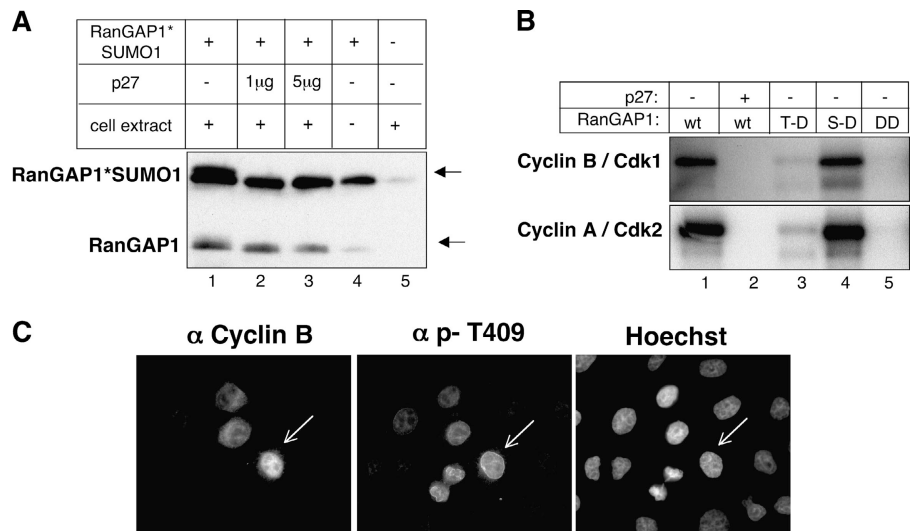 A
RanGAP1*
SUMO1
+ + + + -
p27
- 1µg 5µg - -
cell extract
+ + + - +
RanGAP1*SUMO1
RanGAP1
1 2 3 4 5
B
p27: - + - - -
RanGAP1: wt wt T-D S-D DD
Cyclin B / Cdk1
Cyclin A / Cdk2
1 2 3 4 5
C
α Cyclin B α p- T409 Hoechst